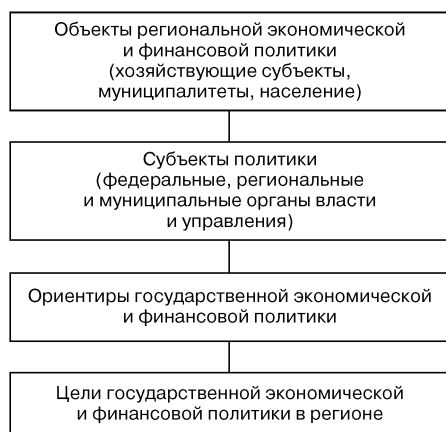 Объекты региональной экономической
и финансовой политики
(хозяйствующие субъекты,
муниципалитеты, население)
Субъекты политики
(федеральные, региональные
и муниципальные органы власти
и управления)
Ориентиры государственной экономической
и финансовой политики
Цели государственной экономической
и финансовой политики в регионе